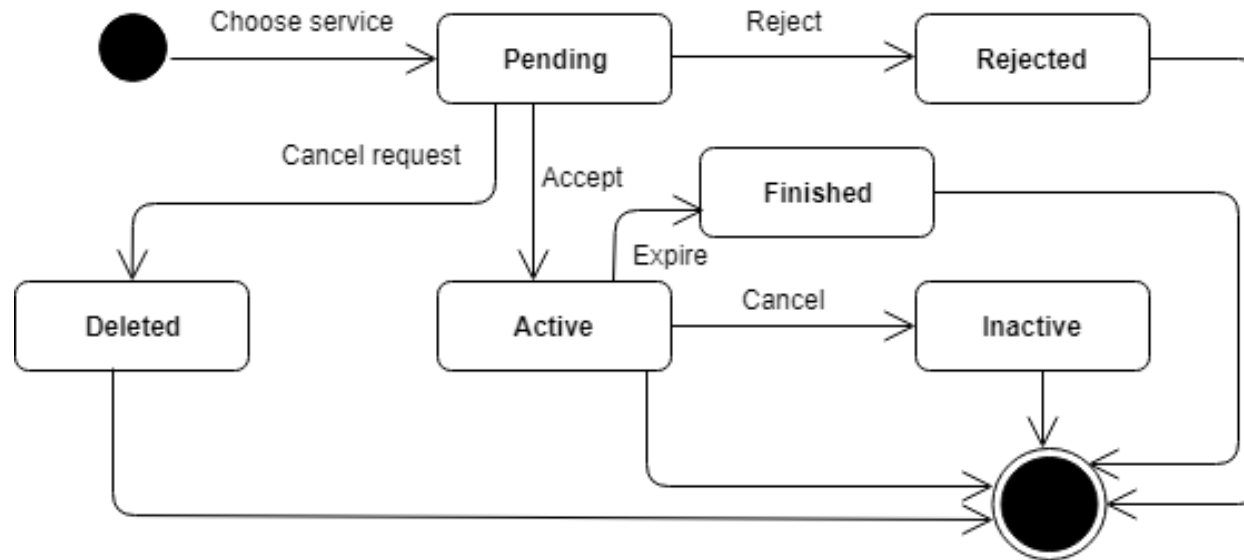 Choose service
Reject
Pending
Rejected
Cancel request
Accept
Finished
Expire
Cancel
Deleted
Active
Inactive